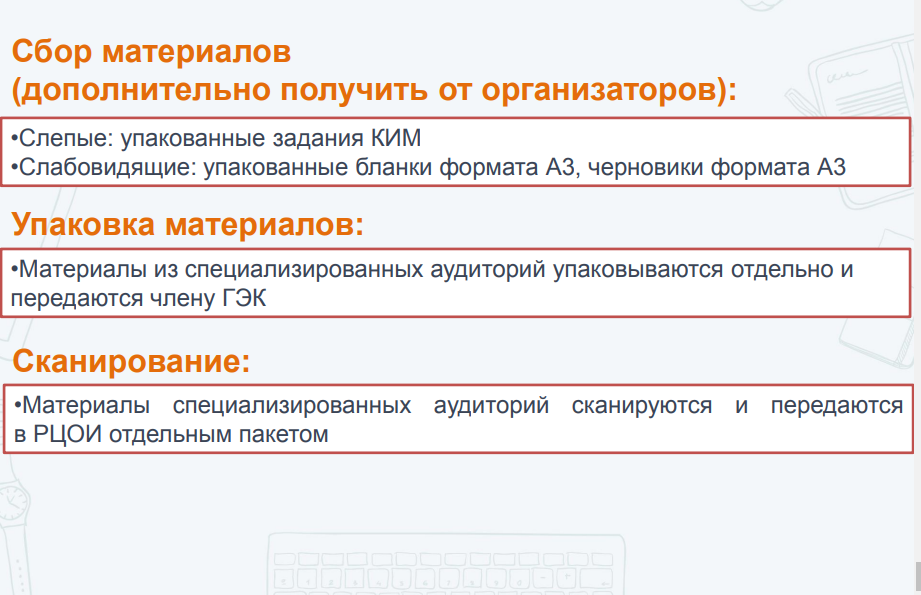 Сбор материалов
(дополнительно получить от организаторов):
•Слепые: упакованные задания КИМ
•Слабовидящие: упакованные бланки формата А3, черновики формата А3
Упаковка материалов:
•Материалы из специализированных аудиторий упаковываются отдельно и
передаются члену ГЭК
Сканирование:
•Материалы специализированных аудиторий сканируются и передаются
в РЦОИ отдельным пакетом